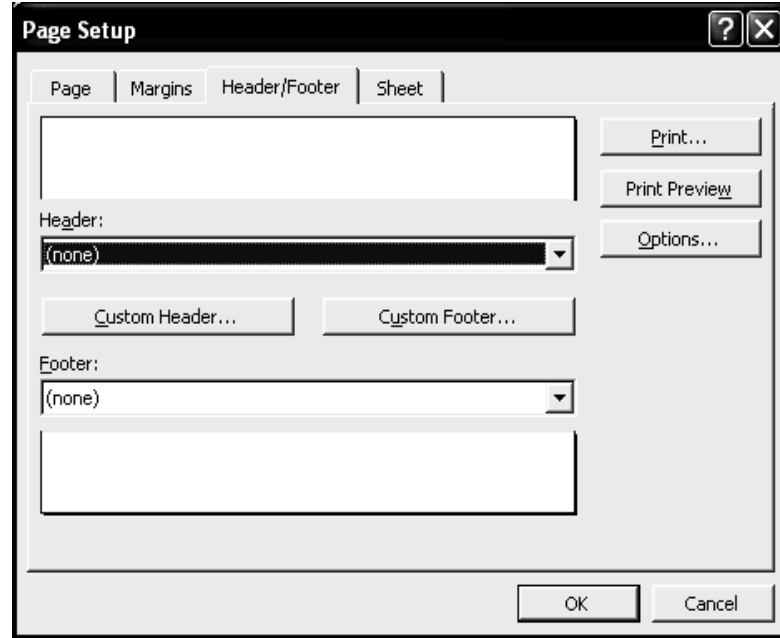 Page Setup
Page Margins Header/Footer Sheet
Print...
Print Preview
Header:
(none)
Options...
Custom Header... Custom Footer...
Footer:
(none)
OK Cancel